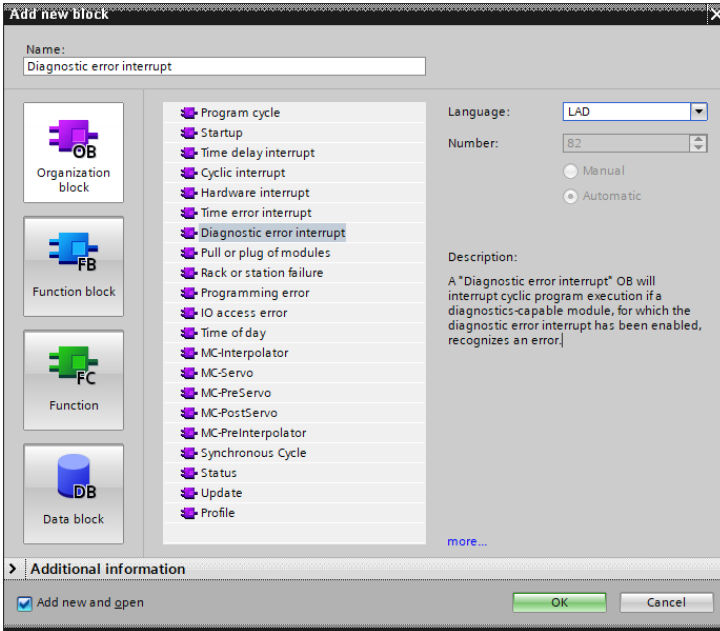 Add new block
Name:
Diagnostic error interrupt
OB
Organization
block
FB
Function block
FC
Function
DB
Data block
Program cycle
Startup
Time delay interrupt
Cyclic interrupt
Hardware interrupt
Time error interrupt
Diagnostic error interrupt
Pull or plug of modules
Rack or station failure
Programming error
IO access error
Time of day
MC-Interpolator
MC-Servo
MC-PreServo
MC-PostServo
MC-PreInterpolator
Synchronous Cycle
Status
Update
Profile
Language:
LAD
Number:
82
Manual
Automatic
Description:
A "Diagnostic error interrupt" OB will
interrupt cyclic program execution if a
diagnostics-capable module, for which the
diagnostic error interrupt has been enabled,
recognizes an error.
more...
Additional information
Add new and open
OK
Cancel